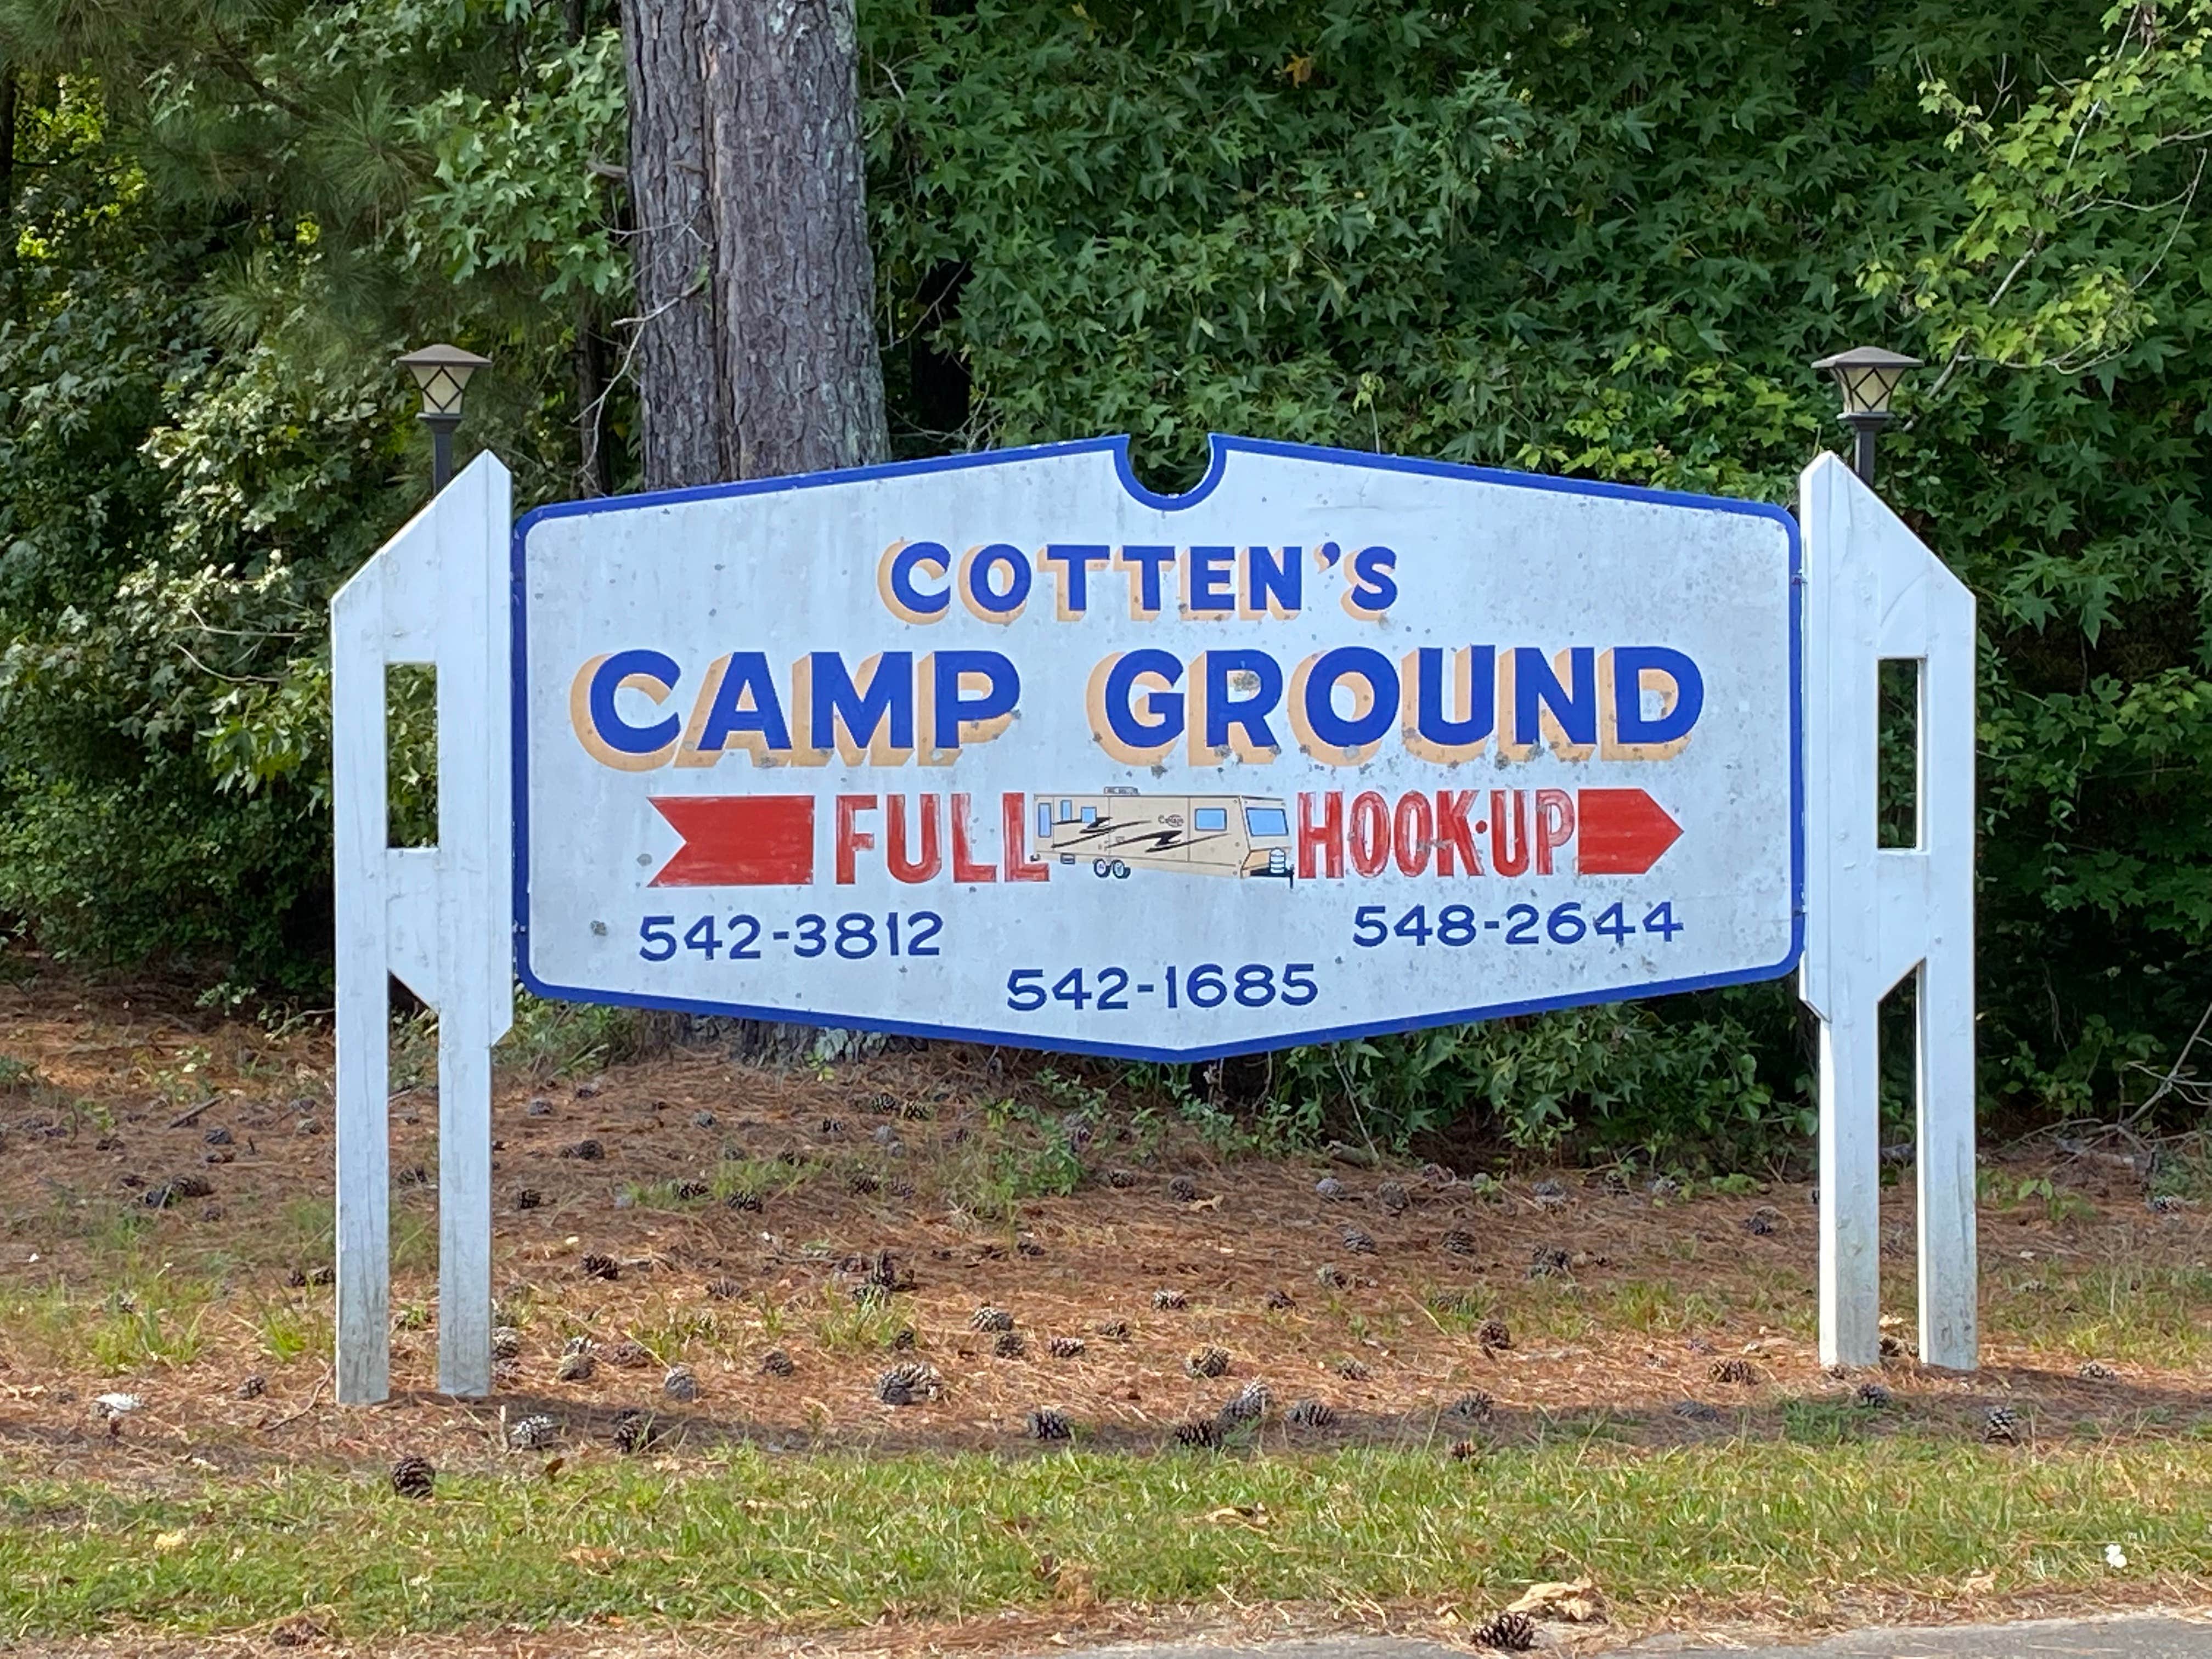 COTTEN'S
CAMP GROUND
FULL HOOK-UP
542-3812 548-2644
542-1685